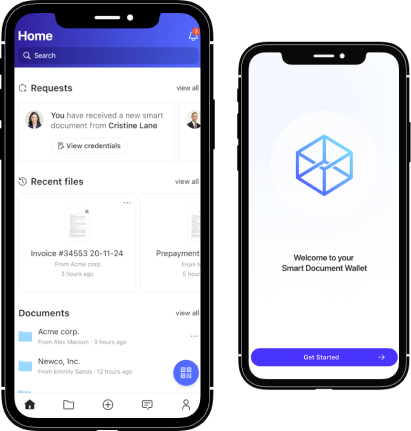 Home
3
Search
Requests
view all
You have received a new smart
document from Cristine Lane
View credentials
Recent files
view all
Invoice #34553 20-11-24
From Acme corp.
3 hours ago
Prepayment
From N
5 hour
Documents
view all
Acme corp.
From Alex Manson · 3 hours ago
Newco, Inc.
From Emmily Sands · 12 hours ago
Welcome to your
Smart Document Wallet
Get Started